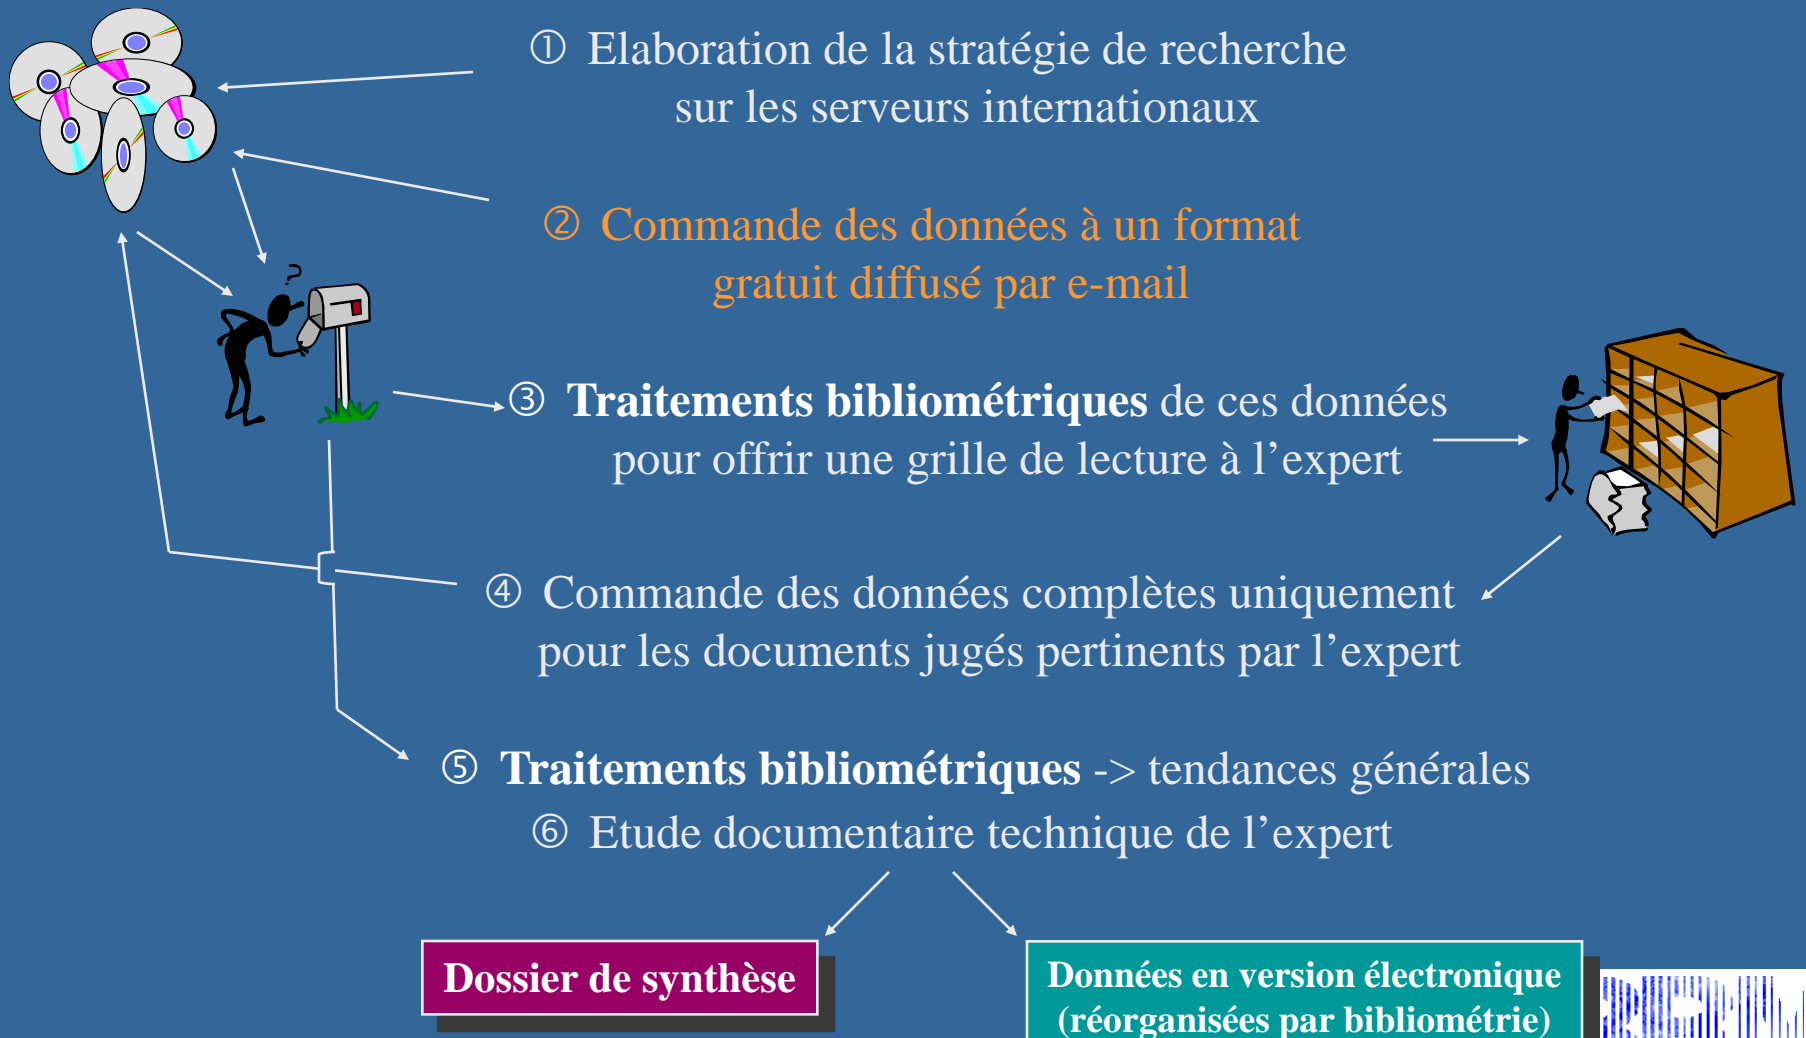 ① Elaboration de la stratégie de recherche
sur les serveurs internationaux
② Commande des données à un format
gratuit diffusé par e-mail
?
③ Traitements bibliométriques de ces données
pour offrir une grille de lecture à l’expert
④ Commande des données complètes uniquement
pour les documents jugés pertinents par l’expert
⑤ Traitements bibliométriques -> tendances générales
⑥ Etude documentaire technique de l’expert
Dossier de synthèse
Données en version électronique
(réorganisées par bibliométrie)